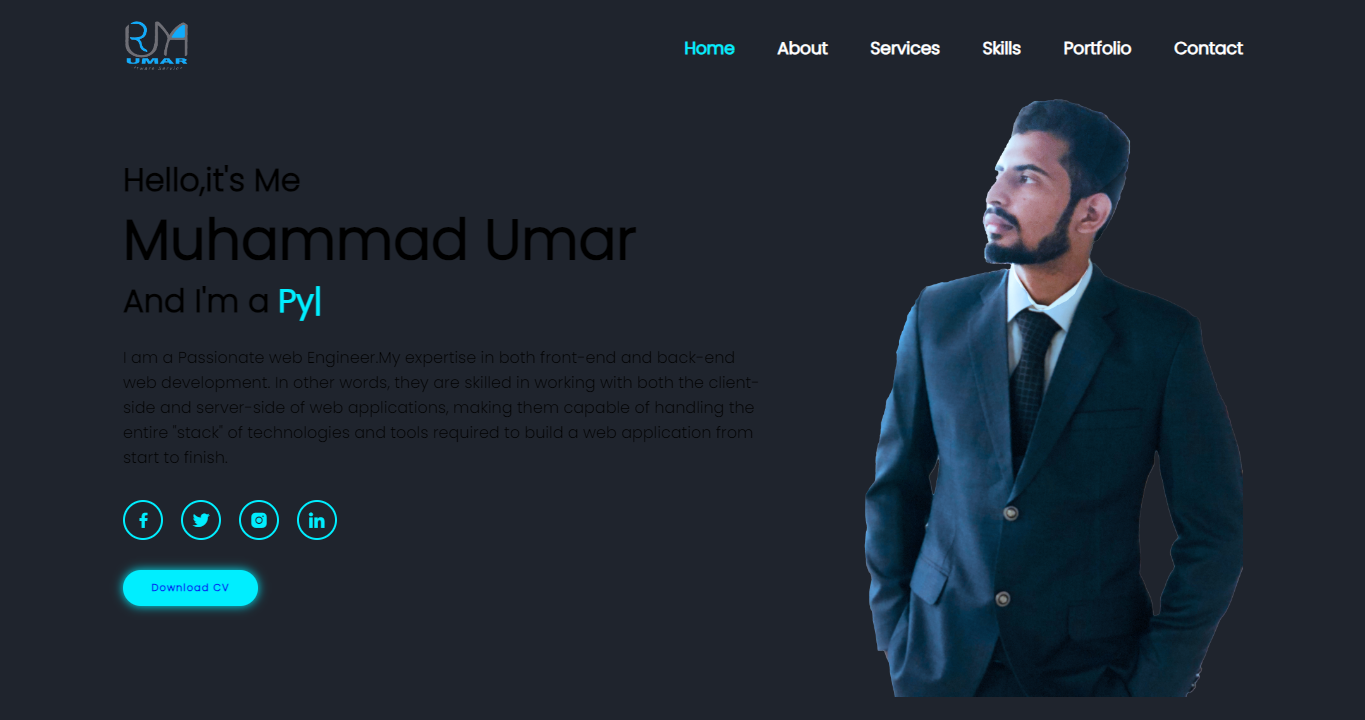 UMAR
Home About Services Skills Portfolio Contact
Hello,it's Me
Muhammad Umar
And I'm a Py|
I am a Passionate web Engineer.My expertise in both front-end and back-end
web development. In other words, they are skilled in working with both the client-
side and server-side of web applications, making them capable of handling the
entire "stack" of technologies and tools required to build a web application from
start to finish.
Download CV